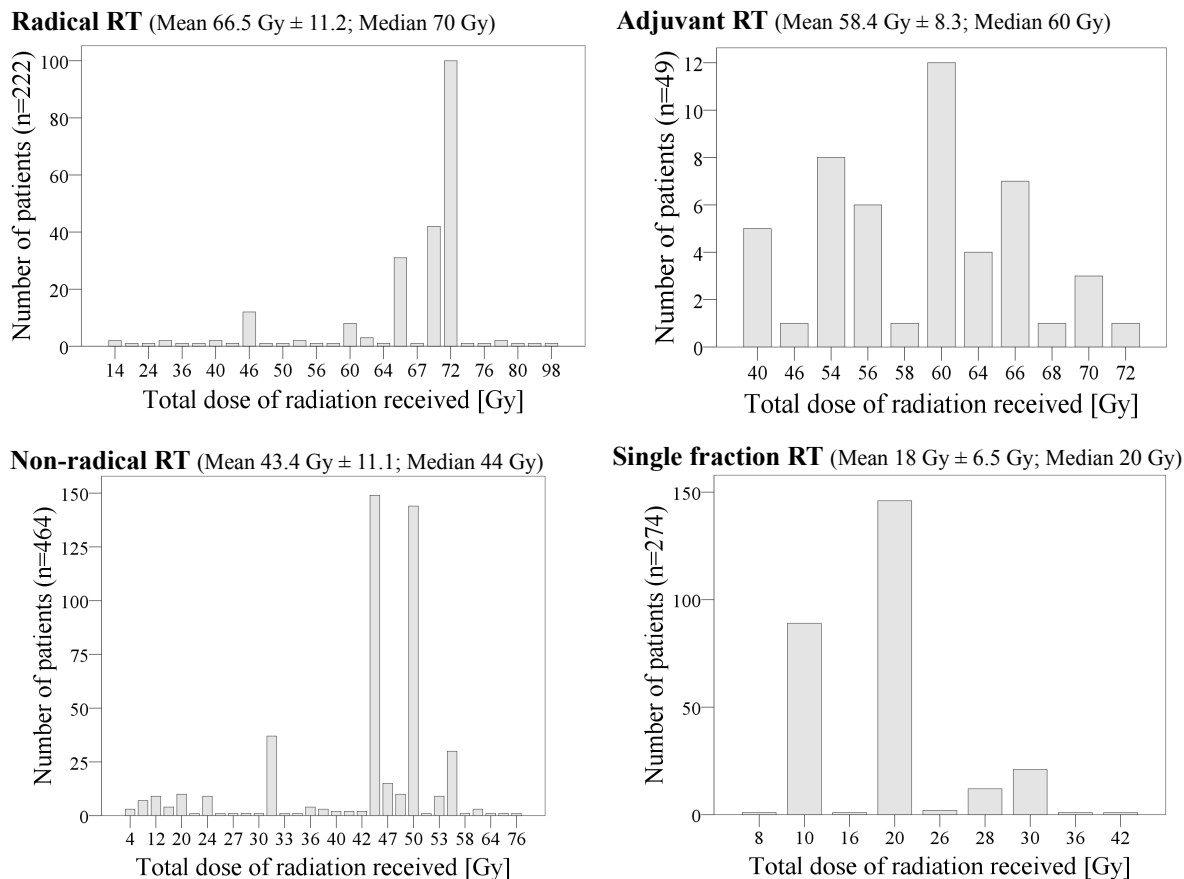 Radical RT (Mean 66.5 Gy ± 11.2; Median 70 Gy)
Number of patients (n=222)
100
80
60
40
20
0
14 24 36 40 46 52 56 60 64 67 72 76 80 98
Total dose of radiation received [Gy]
Adjuvant RT (Mean 58.4 Gy ± 8.3; Median 60 Gy)
Number of patients (n=49)
12
10
8
6
4
2
0
40 46 54 56 58 60 64 66 68 70 72
Total dose of radiation received [Gy]
Non-radical RT (Mean 43.4 Gy ± 11.1; Median 44 Gy)
Number of patients (n=464)
150
125
100
75
50
25
0
4 12 20 24 27 30 33 36 40 42 47 50 53 58 64 76
Total dose of radiation received [Gy]
Single fraction RT (Mean 18 Gy ± 6.5 Gy; Median 20 Gy)
Number of patients (n=274)
150
100
50
0
8 10 16 20 26 28 30 36 42
Total dose of radiation received [Gy]